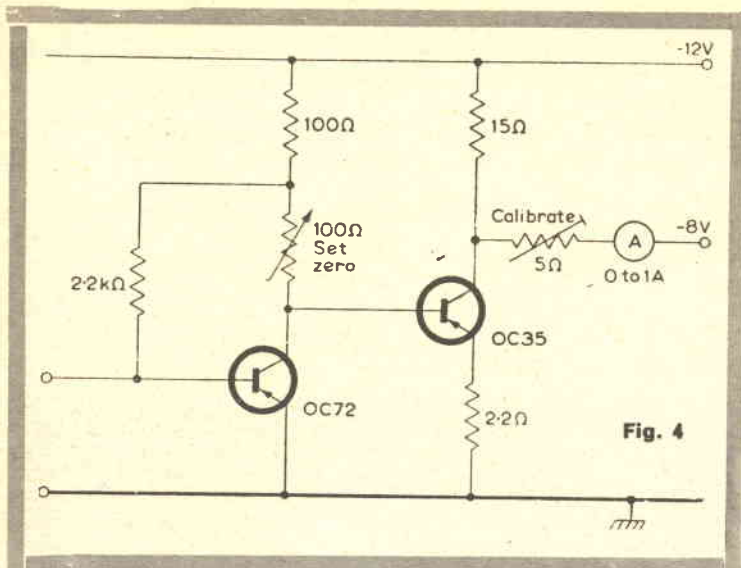 -12V
100Ω
15Ω
Calibrate
-8V
100Ω
Set
zero
5Ω
A
0 to 1A
2·2kΩ
OC35
OC72
2·2Ω
Fig. 4